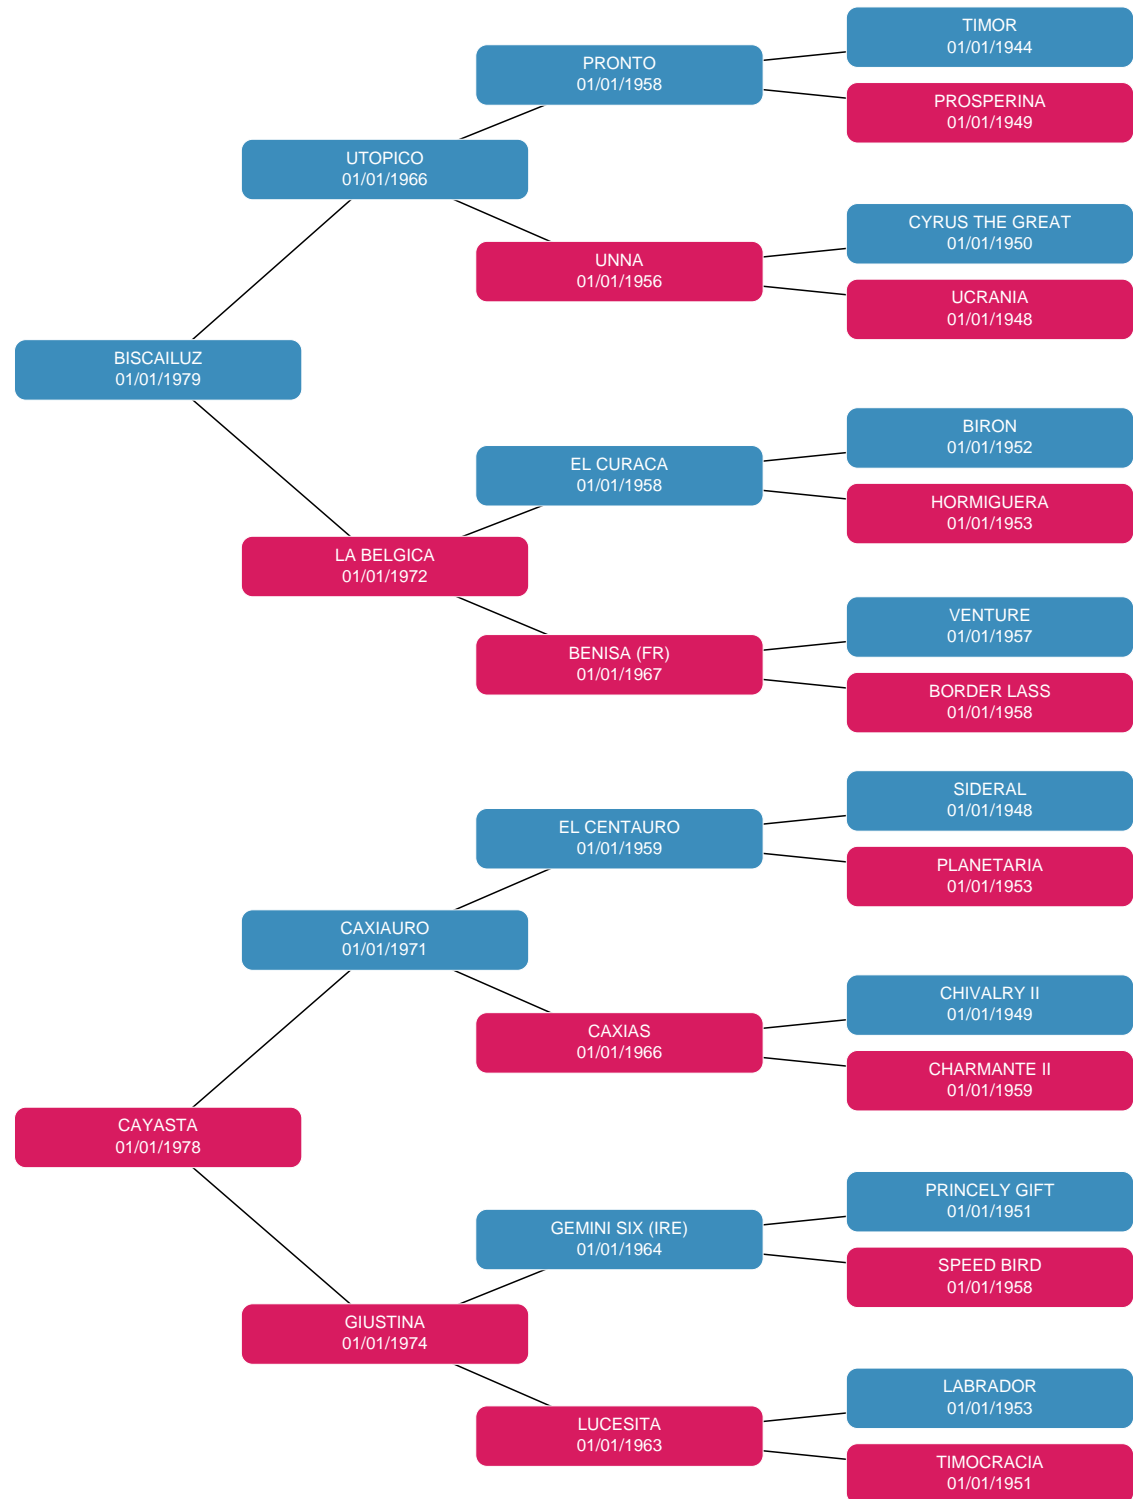 TIMOR
01/01/1944
PRONTO
01/01/1958
PROSPERINA
01/01/1949
UTOPICO
01/01/1966
CYRUS THE GREAT
01/01/1950
UNNA
01/01/1956
UCRANIA
01/01/1948
BISCAILUZ
01/01/1979
BIRON
01/01/1952
EL CURACA
01/01/1958
HORMIGUERA
01/01/1953
LA BELGICA
01/01/1972
VENTURE
01/01/1957
BENISA (FR)
01/01/1967
BORDER LASS
01/01/1958
SIDERAL
01/01/1948
EL CENTAURO
01/01/1959
PLANETARIA
01/01/1953
CAXIAURO
01/01/1971
CHIVALRY II
01/01/1949
CAXIAS
01/01/1966
CHARMANTE II
01/01/1959
CAYASTA
01/01/1978
PRINCELY GIFT
01/01/1951
GEMINI SIX (IRE)
01/01/1964
SPEED BIRD
01/01/1958
GIUSTINA
01/01/1974
LABRADOR
01/01/1953
LUCESITA
01/01/1963
TIMOCRACIA
01/01/1951